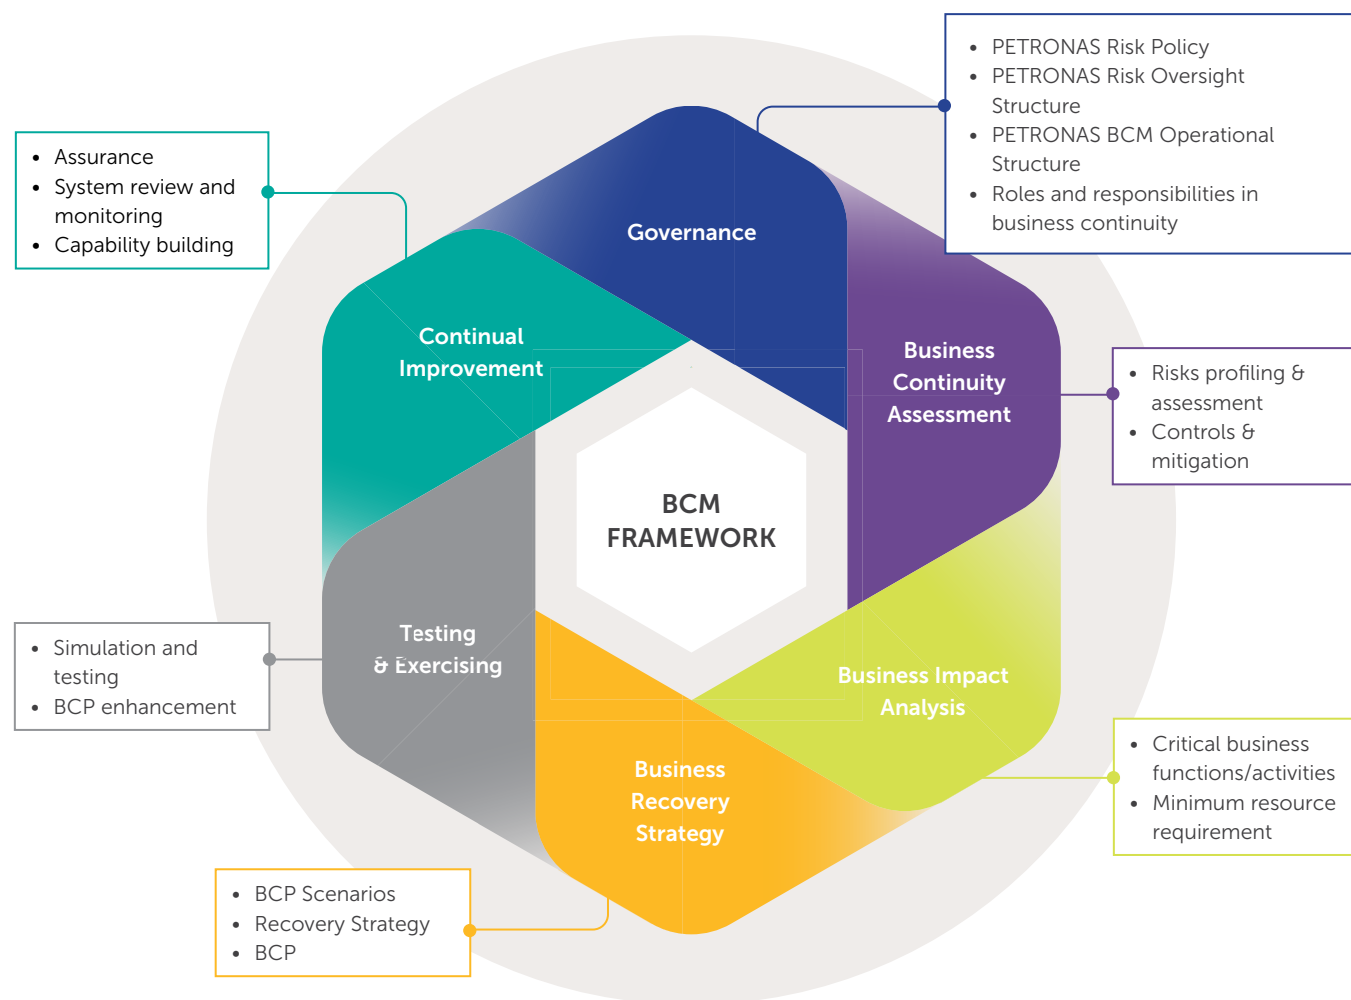 • PETRONAS Risk Policy
• PETRONAS Risk Oversight
Structure
• PETRONAS BCM Operational
Structure
• Roles and responsibilities in
business continuity
• Assurance
• System review and
monitoring
• Capability building
Governance
Continual
Improvement
Business
Continuity
Assessment
• Risks profiling &
assessment
• Controls &
mitigation
BCM
FRAMEWORK
Testing
& Exercising
• Simulation and
testing
• BCP enhancement
Business Impact
Analysis
• Critical business
functions/activities
• Minimum resource
requirement
Business
Recovery
Strategy
• BCP Scenarios
• Recovery Strategy
• BCP